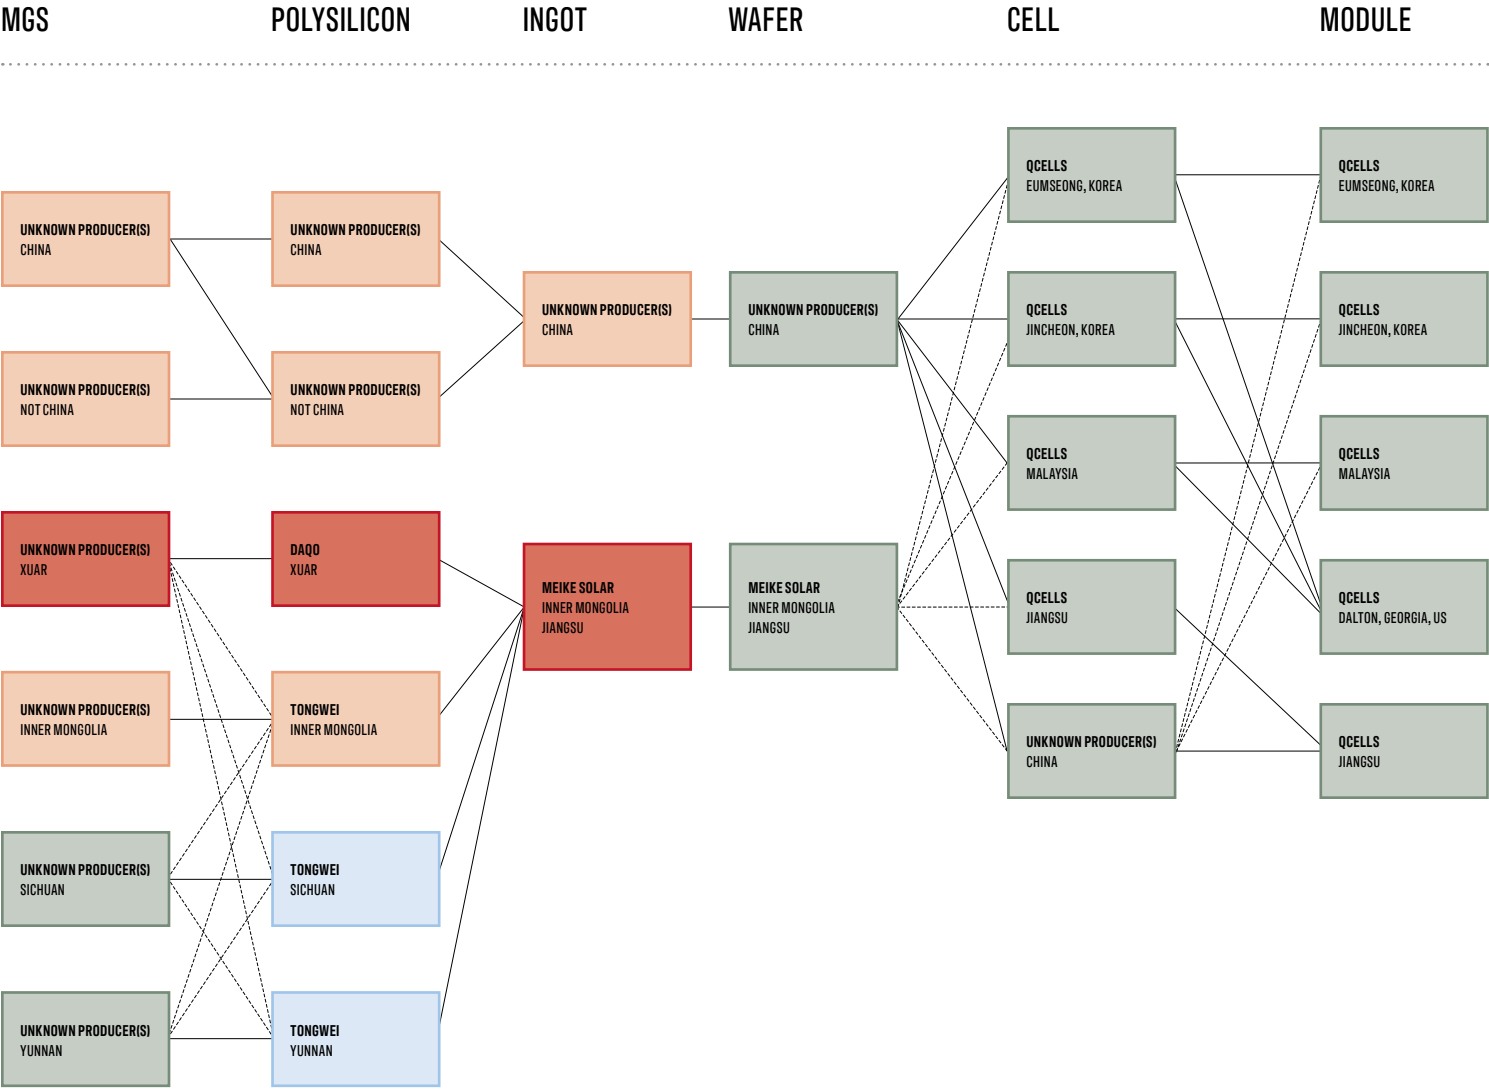 MGS
POLYSILICON
INGOT
WAFER
CELL
MODULE
UNKNOWN PRODUCER(S)
CHINA
UNKNOWN PRODUCER(S)
NOT CHINA
UNKNOWN PRODUCER(S)
XUAR
UNKNOWN PRODUCER(S)
INNER MONGOLIA
UNKNOWN PRODUCER(S)
SICHUAN
UNKNOWN PRODUCER(S)
YUNNAN
UNKNOWN PRODUCER(S)
CHINA
UNKNOWN PRODUCER(S)
NOT CHINA
DAQO
XUAR
TONGWEI
INNER MONGOLIA
TONGWEI
SICHUAN
TONGWEI
YUNNAN
UNKNOWN PRODUCER(S)
CHINA
MEIKE SOLAR
INNER MONGOLIA
JIANGSU
UNKNOWN PRODUCER(S)
CHINA
MEIKE SOLAR
INNER MONGOLIA
JIANGSU
QCELLS
EUMSEONG, KOREA
QCELLS
JINCHEON, KOREA
QCELLS
MALAYSIA
QCELLS
JIANGSU
UNKNOWN PRODUCER(S)
CHINA
QCELLS
EUMSEONG, KOREA
QCELLS
JINCHEON, KOREA
QCELLS
MALAYSIA
QCELLS
DALTON, GEORGIA, US
QCELLS
JIANGSU